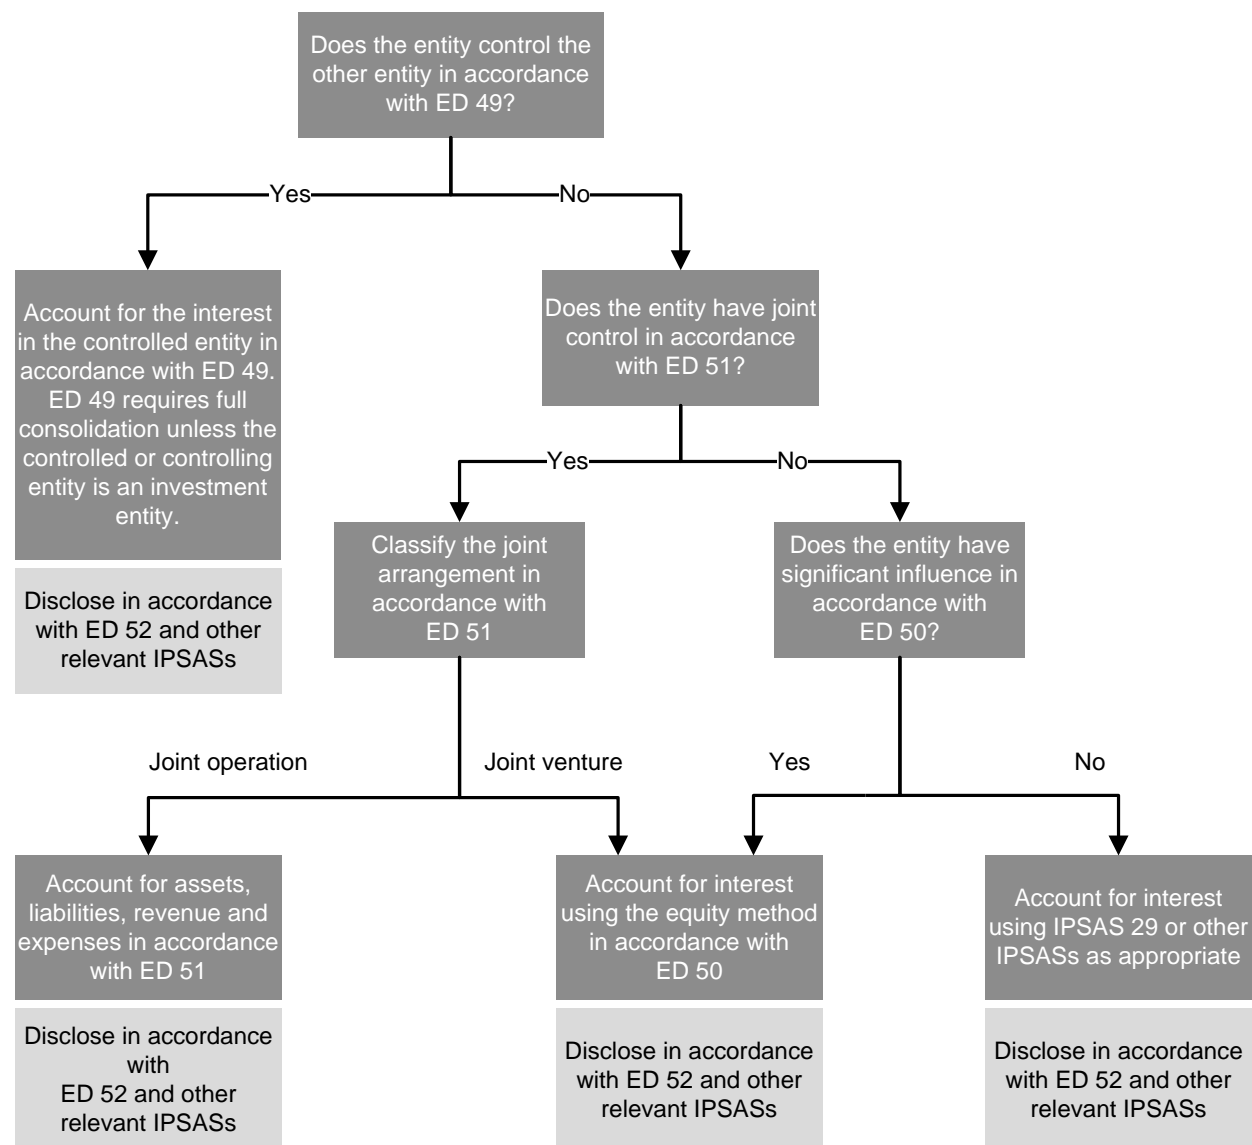 Does the entity control the
other entity in accordance
with ED 49?
Yes
No
Account for the interest
in the controlled entity in
accordance with ED 49.
ED 49 requires full
consolidation unless the
controlled or controlling
entity is an investment
entity.
Disclose in accordance
with ED 52 and other
relevant IPSASs
Does the entity have joint
control in accordance
with ED 51?
Yes
No
Classify the joint
arrangement in
accordance with
ED 51
Does the entity have
significant influence in
accordance with
ED 50?
Joint operation
Joint venture
Yes
No
Account for assets,
liabilities, revenue and
expenses in accordance
with ED 51
Disclose in accordance
with
ED 52 and other
relevant IPSASs
Account for interest
using the equity method
in accordance with
ED 50
Disclose in accordance
with ED 52 and other
relevant IPSASs
Account for interest
using IPSAS 29 or other
IPSASs as appropriate
Disclose in accordance
with ED 52 and other
relevant IPSASs